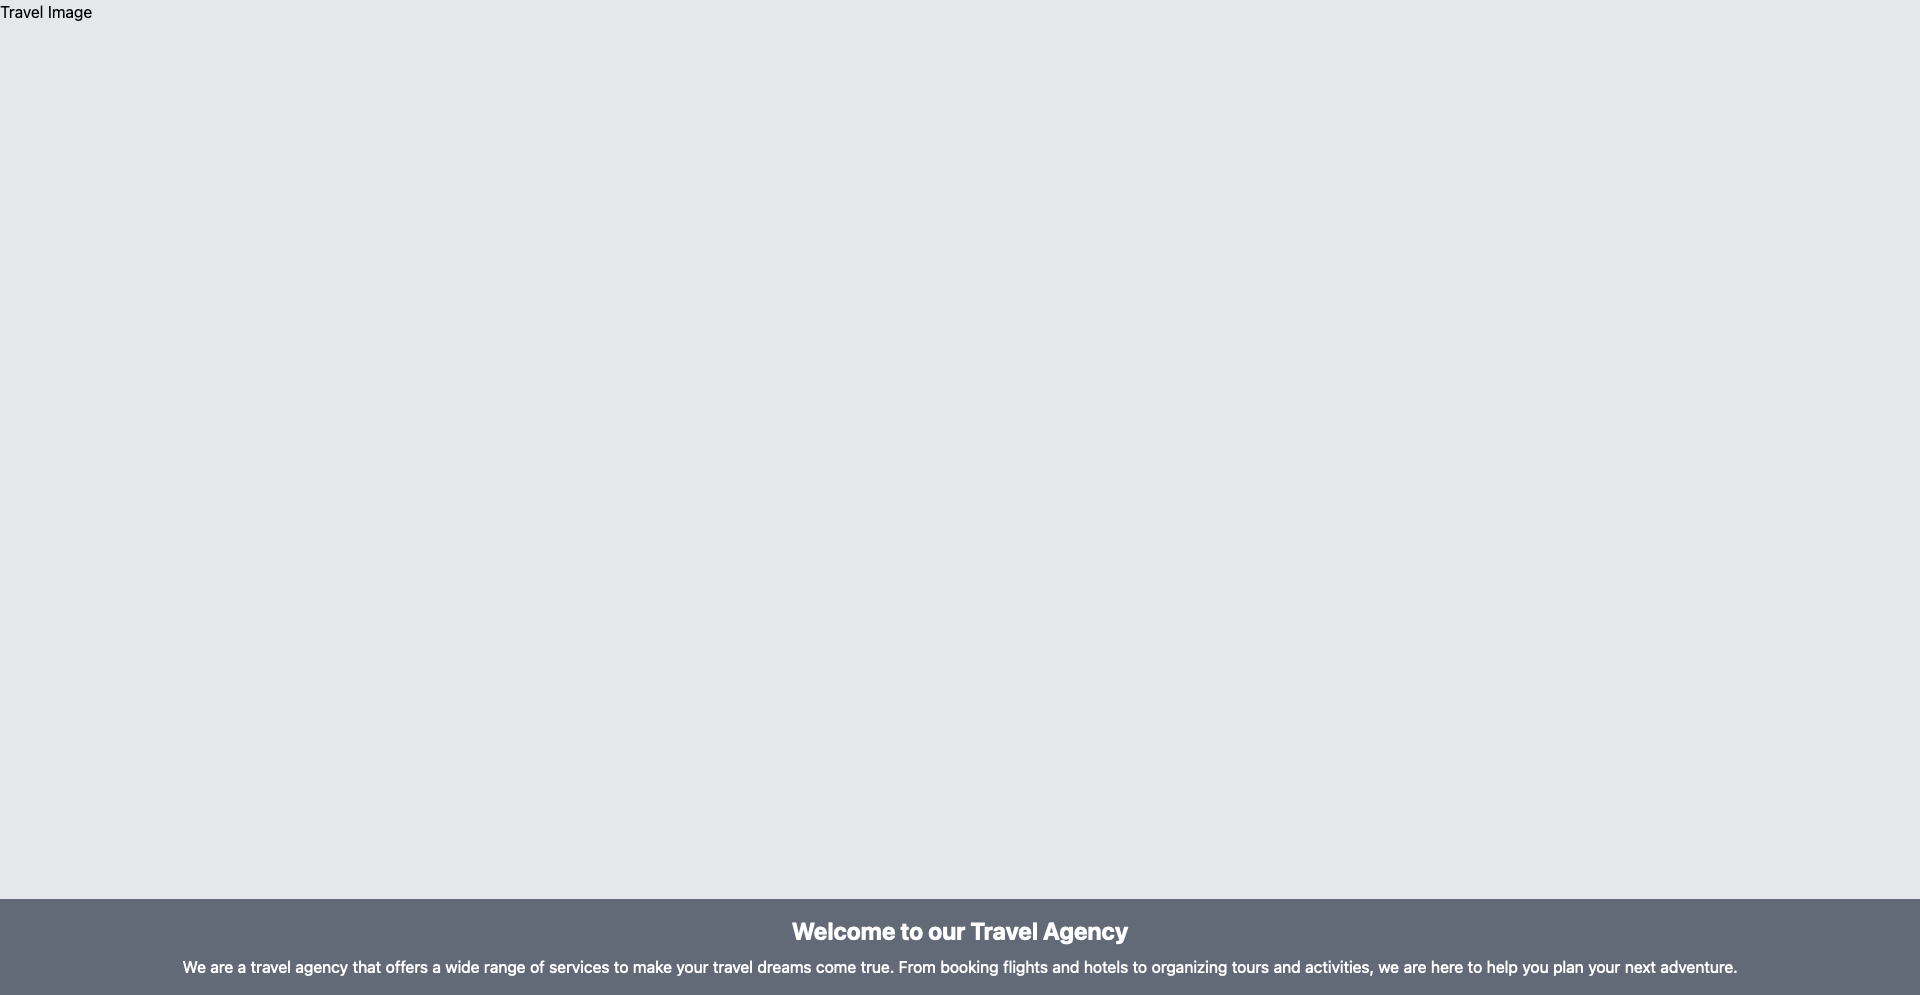 Travel Image
Welcome to our Travel Agency
We are a travel agency that offers a wide range of services to make your travel dreams come true. From booking flights and hotels to organizing tours and activities, we are here to help you plan your next adventure.